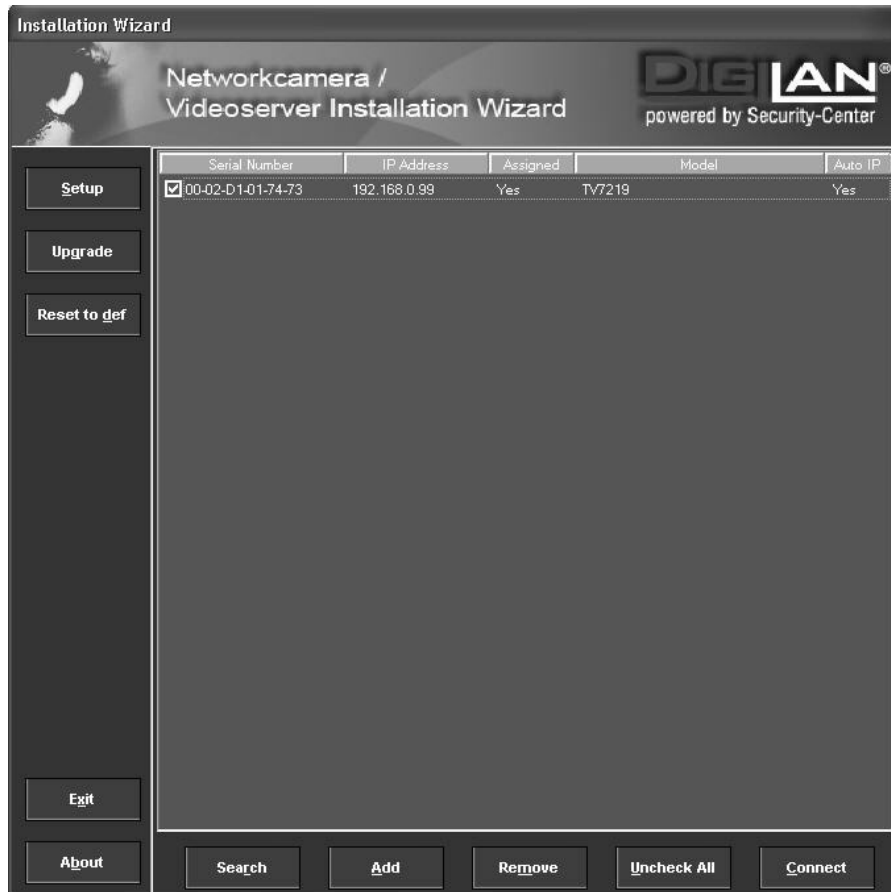 Installation Wizard
Networkcamera /
Videoserver Installation Wizard
DIGILAN®
powered by Security-Center
Serial Number IP Address Assigned Model Auto IP
00-02-D1-01-74-73 192.168.0.99 Yes TV7219 Yes
Setup
Upgrade
Reset to def
Exit
About
Search Add Remove Uncheck All Connect